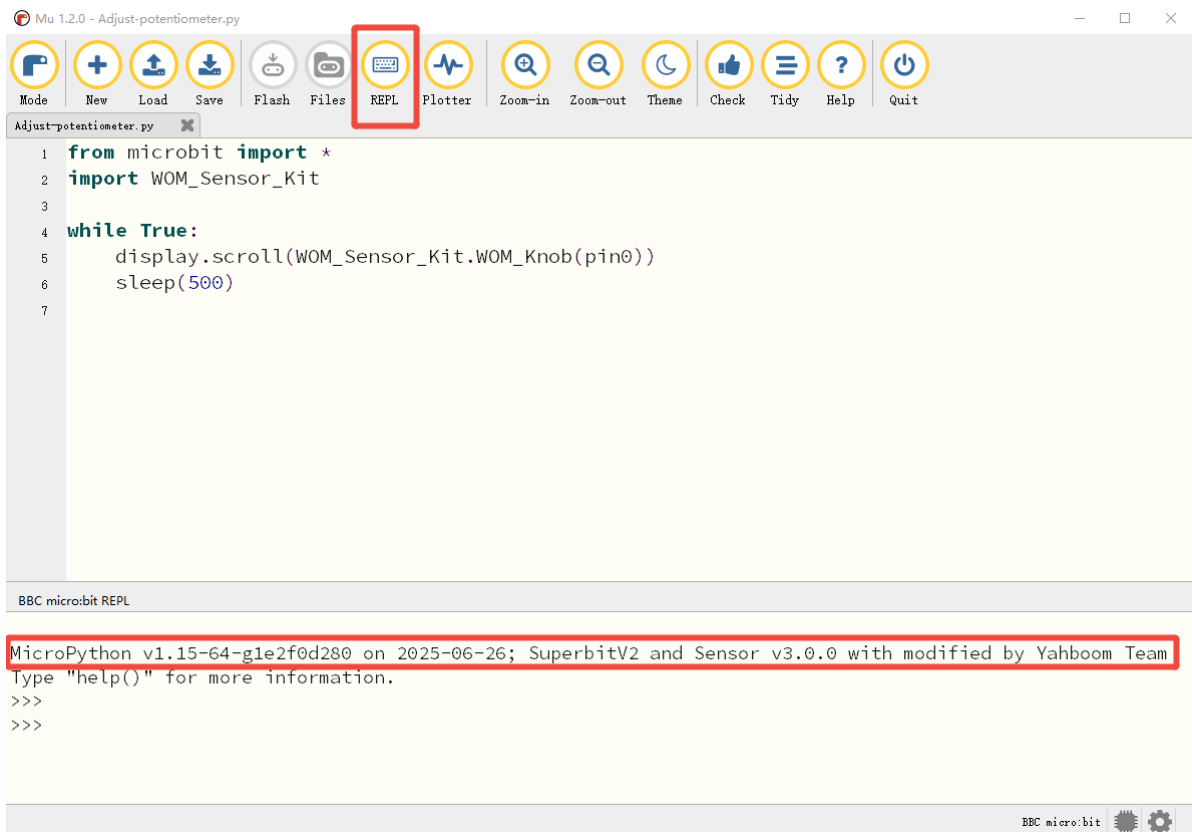 Mu 1.2.0 - Adjust-potentiometer.py
Mode New Load Save Flash Files REPL Plotter Zoom-in Zoom-out Theme Check Tidy Help Quit
Adjust-potentiometer.py
1 from microbit import *
2 import WOM_Sensor_Kit
3
4 while True:
5     display.scroll(WOM_Sensor_Kit.WOM_Knob(pin0))
6     sleep(500)
7
BBC micro:bit REPL
MicroPython v1.15-64-g1e2f0d280 on 2025-06-26; SuperbitV2 and Sensor v3.0.0 with modified by Yahboom Team
Type "help()" for more information.
>>>
>>>
BBC micro:bit